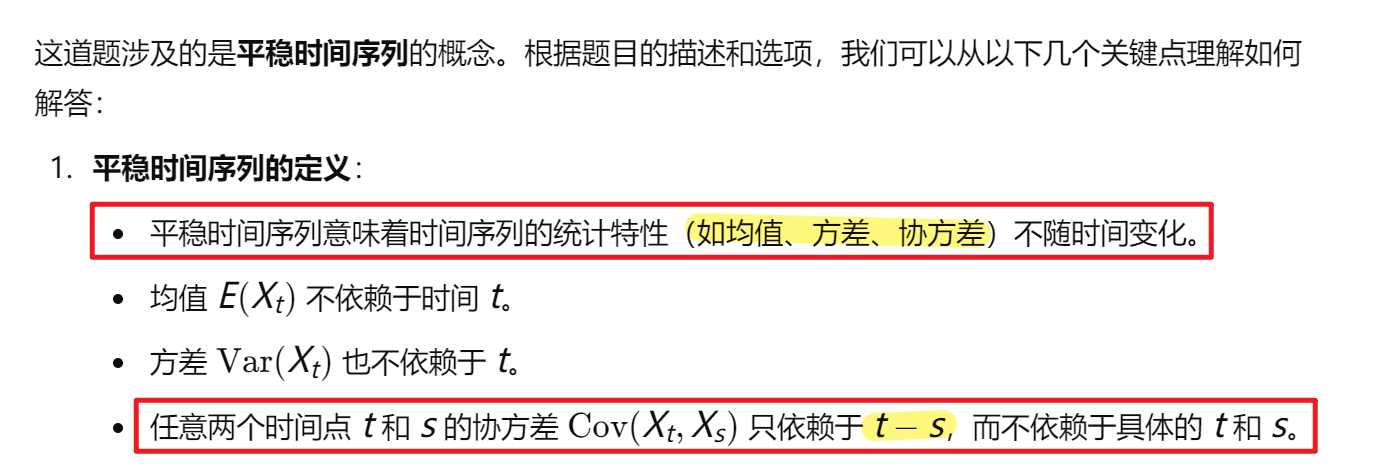 这道题涉及的是平稳时间序列的概念。根据题目的描述和选项，我们可以从以下几个关键点理解如何
解答：
1. 平稳时间序列的定义：
• 平稳时间序列意味着时间序列的统计特性（如均值、方差、协方差）不随时间变化。
• 均值 E(X_t) 不依赖于时间 t。
• 方差 Var(X_t) 也不依赖于 t。
• 任意两个时间点 t 和 s 的协方差 Cov(X_t, X_s) 只依赖于 t − s，而不依赖于具体的 t 和 s。